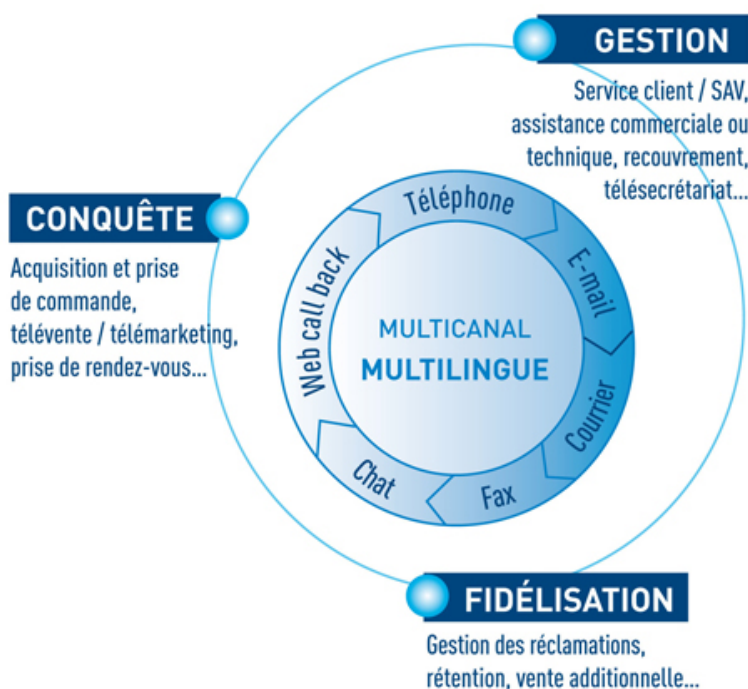 GESTION
Service client / SAV,
assistance commerciale ou
technique, recouvrement,
télésecrétariat...
CONQUÊTE
Acquisition et prise
de commande,
télévente / télémarketing,
prise de rendez-vous...
Téléphone
E-mail
Courrier
Fax
Chat
Web call back
MULTICANAL
MULTILINGUE
FIDÉLISATION
Gestion des réclamations,
rétention, vente additionnelle...